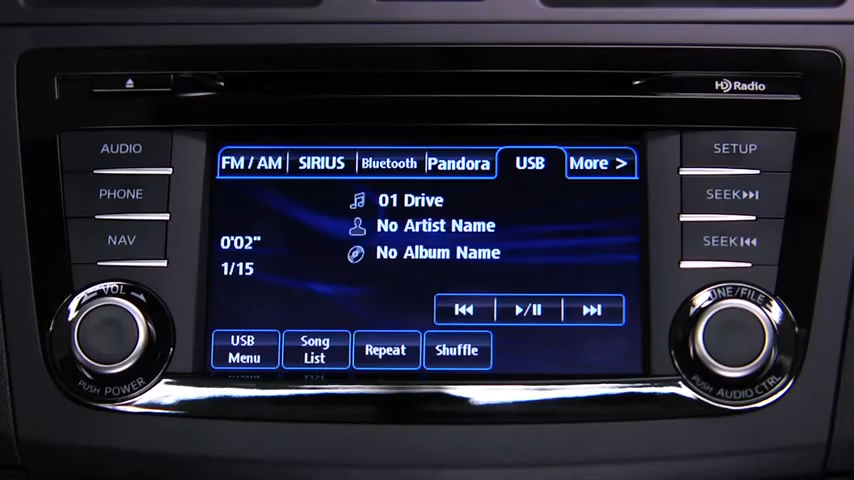 HD Radio
AUDIO
PHONE
NAV
VOL
PUSH POWER
FM / AM
SIRIUS
Bluetooth
Pandora
USB
More >
01 Drive
No Artist Name
No Album Name
0'02"
1/15
USB Menu
Song List
Repeat
Shuffle
SETUP
SEEK
SEEK
TUNE/FILE
PUSH AUDIO CTRL